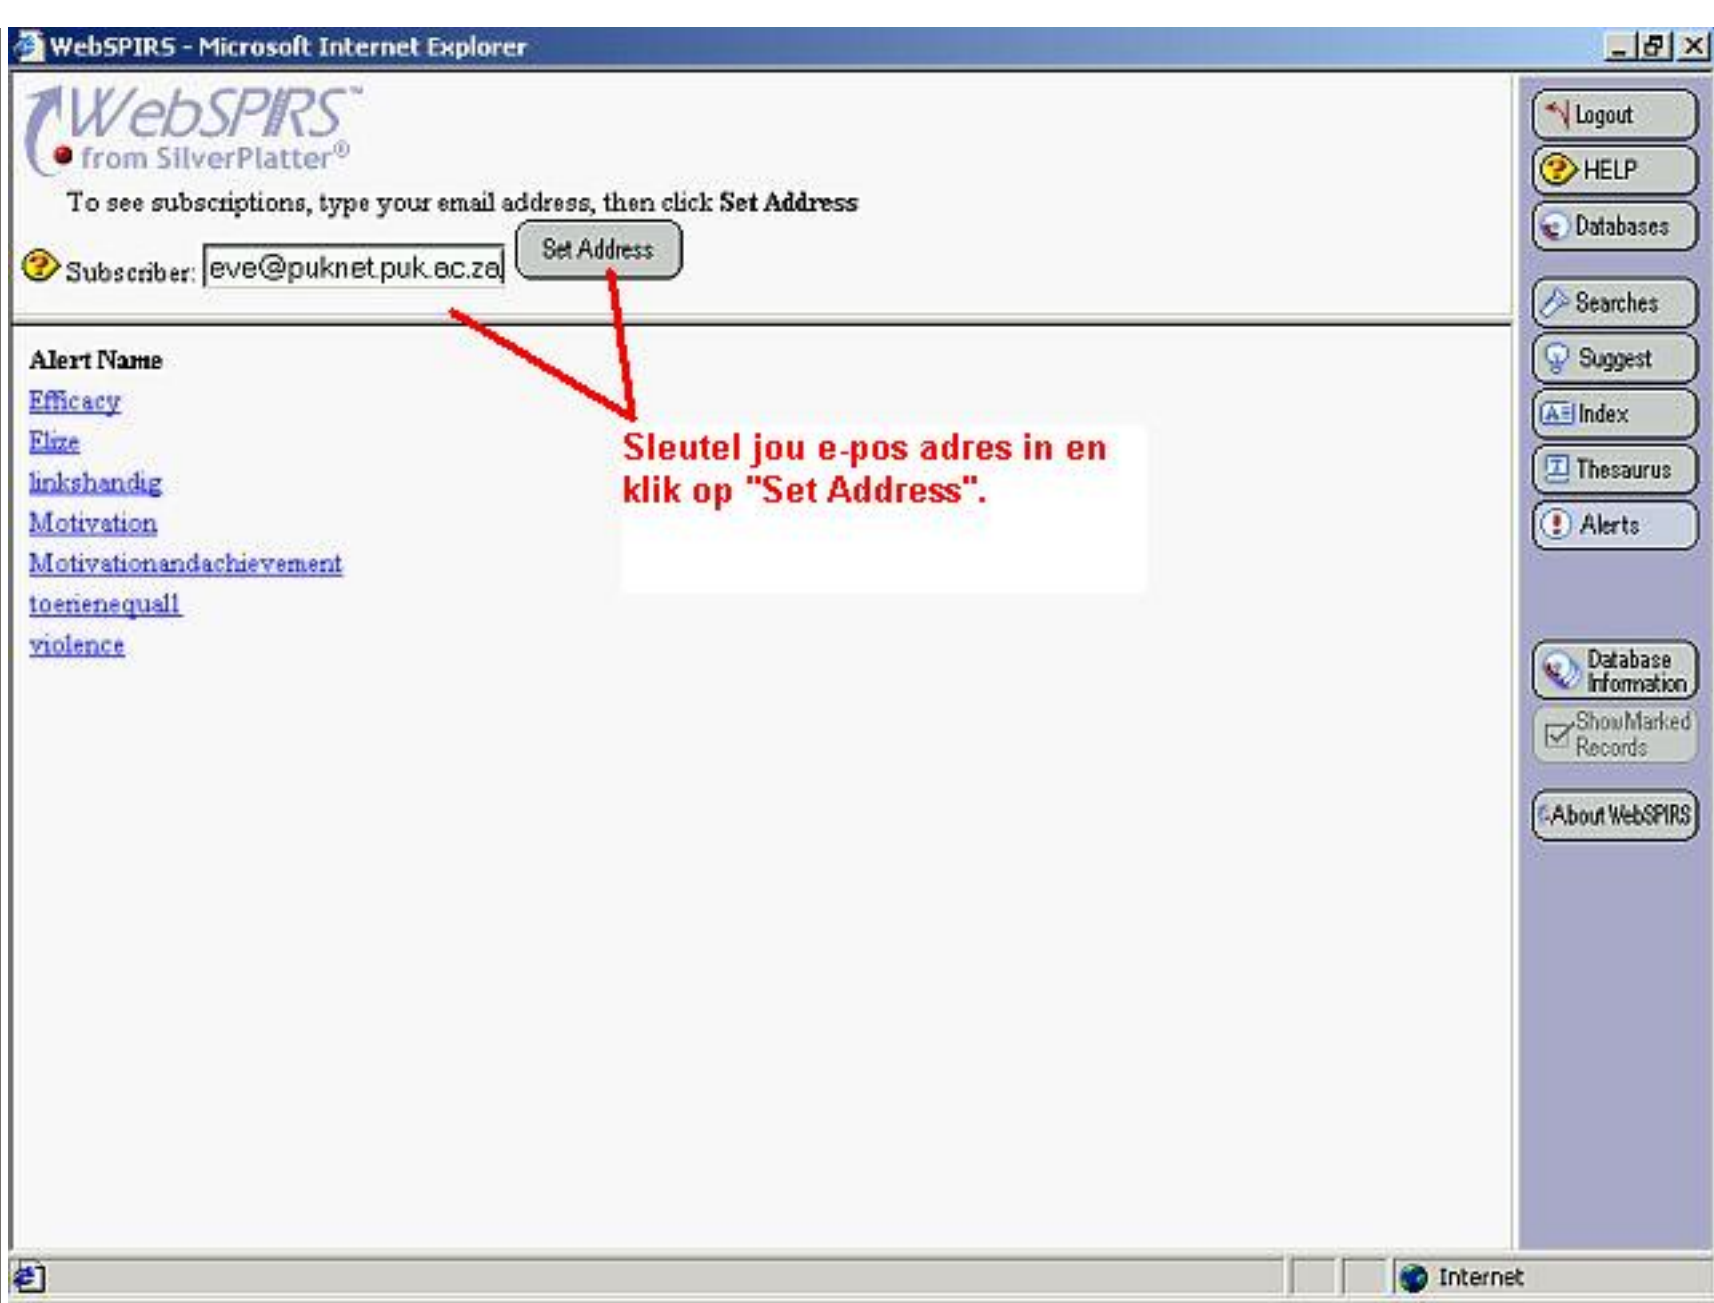 WebSPIRS - Microsoft Internet Explorer
WebSPIRS™
from SilverPlatter®
To see subscriptions, type your email address, then click Set Address
Subscriber: eve@puknet.puk.ac.za Set Address
Alert Name
Efficacy
Elize
linkshandig
Motivation
Motivationandachievement
toerienequall
violence
Sleutel jou e-pos adres in en
klik op "Set Address".
Logout
HELP
Databases
Searches
Suggest
Index
Thesaurus
Alerts
Database
Information
Show Marked
Records
About WebSPIRS
Internet